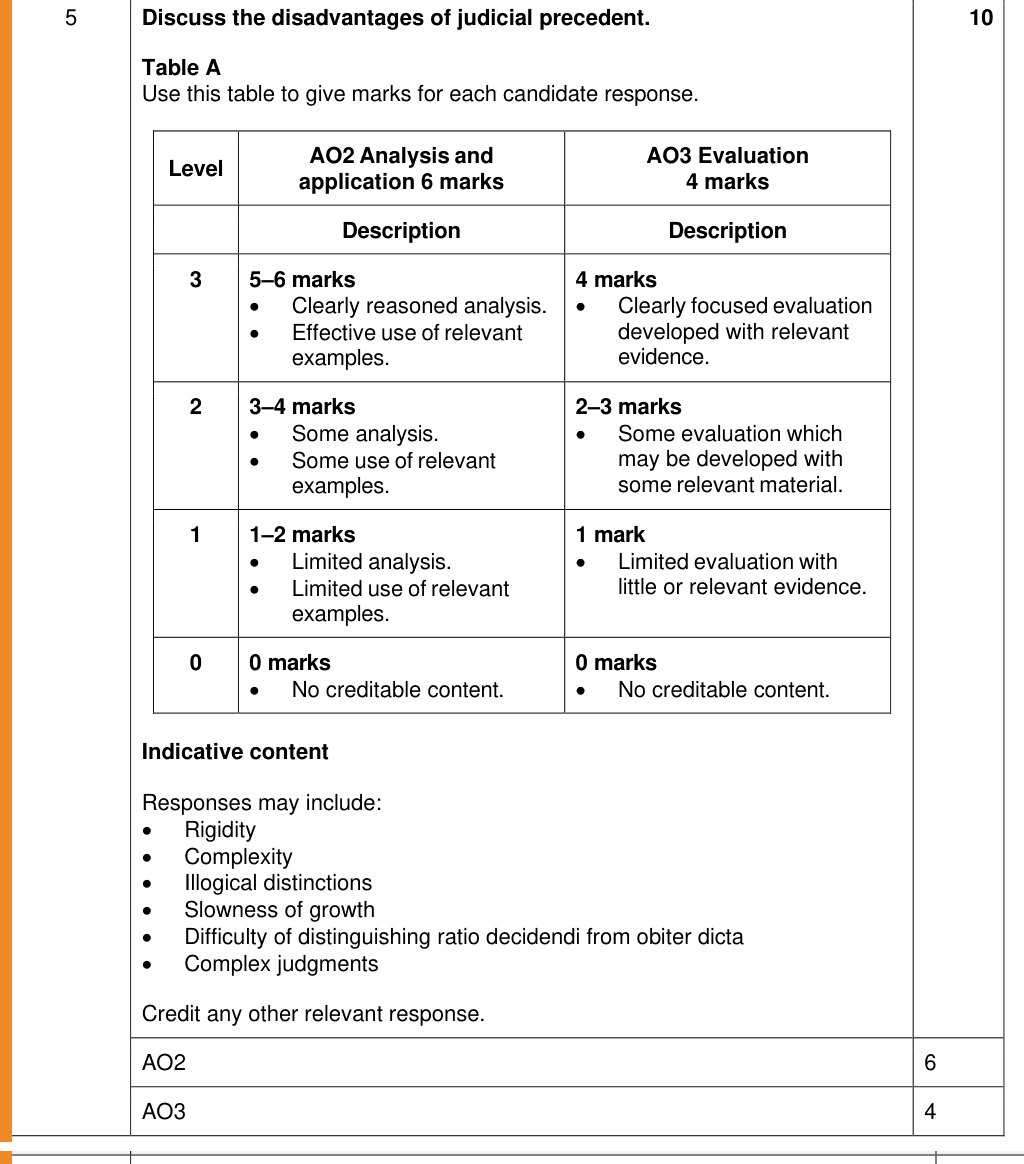 5 Discuss the disadvantages of judicial precedent. 10
Table A
Use this table to give marks for each candidate response.
Level
AO2 Analysis and
application 6 marks
AO3 Evaluation
4 marks
Description
Description
3
5–6 marks
• Clearly reasoned analysis.
• Effective use of relevant
examples.
4 marks
• Clearly focused evaluation
developed with relevant
evidence.
2
3–4 marks
• Some analysis.
• Some use of relevant
examples.
2–3 marks
• Some evaluation which
may be developed with
some relevant material.
1
1–2 marks
• Limited analysis.
• Limited use of relevant
examples.
1 mark
• Limited evaluation with
little or relevant evidence.
0
0 marks
• No creditable content.
0 marks
• No creditable content.
Indicative content
Responses may include:
• Rigidity
• Complexity
• Illogical distinctions
• Slowness of growth
• Difficulty of distinguishing ratio decidendi from obiter dicta
• Complex judgments
Credit any other relevant response.
AO2 6
AO3 4